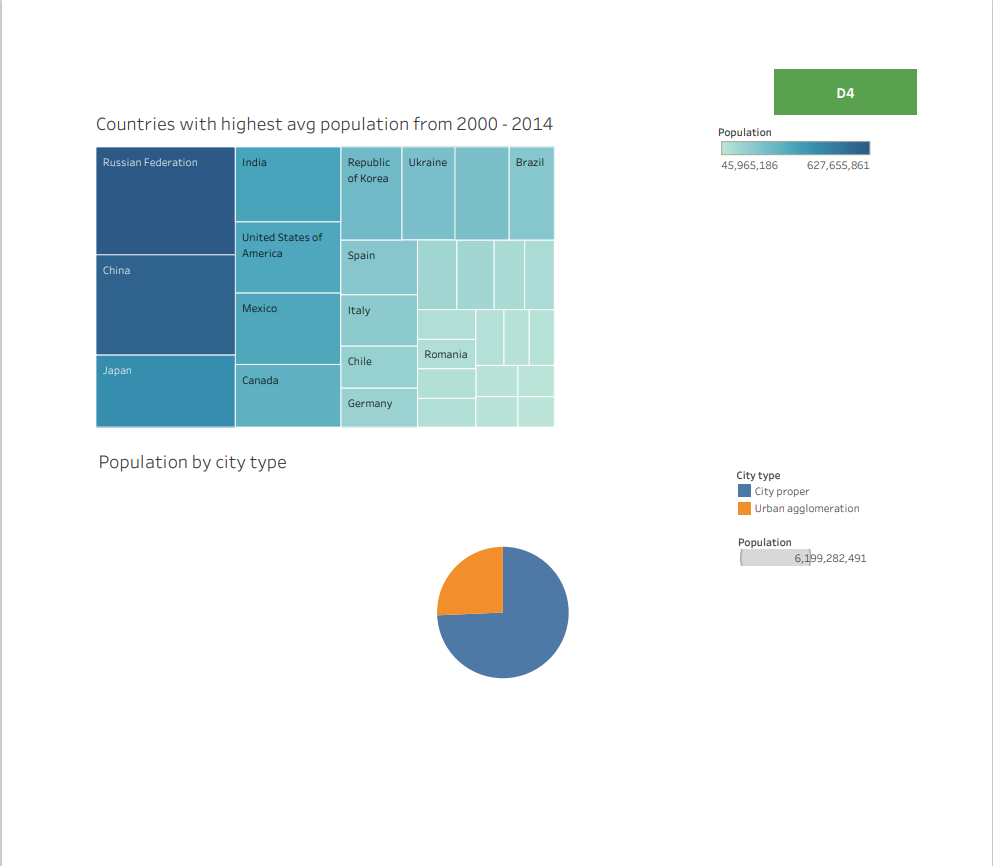 D4
Countries with highest avg population from 2000 - 2014
Population
45,965,186 627,655,861
Russian Federation
India
Republic
of Korea
Ukraine
Brazil
United States of
America
Spain
China
Mexico
Italy
Romania
Chile
Japan
Canada
Germany
Population by city type
City type
City proper
Urban agglomeration
Population
6,199,282,491